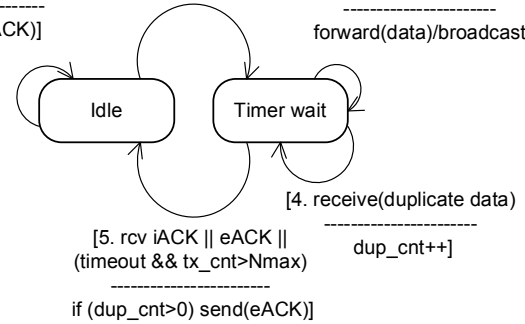 -------
CK)]
-----------------------
forward(data)/broadcast
Idle
Timer wait
[4. receive(duplicate data)
-----------------------
dup_cnt++]
[5. rcv iACK || eACK ||
(timeout && tx_cnt>Nmax)
------------------------
if (dup_cnt>0) send(eACK)]